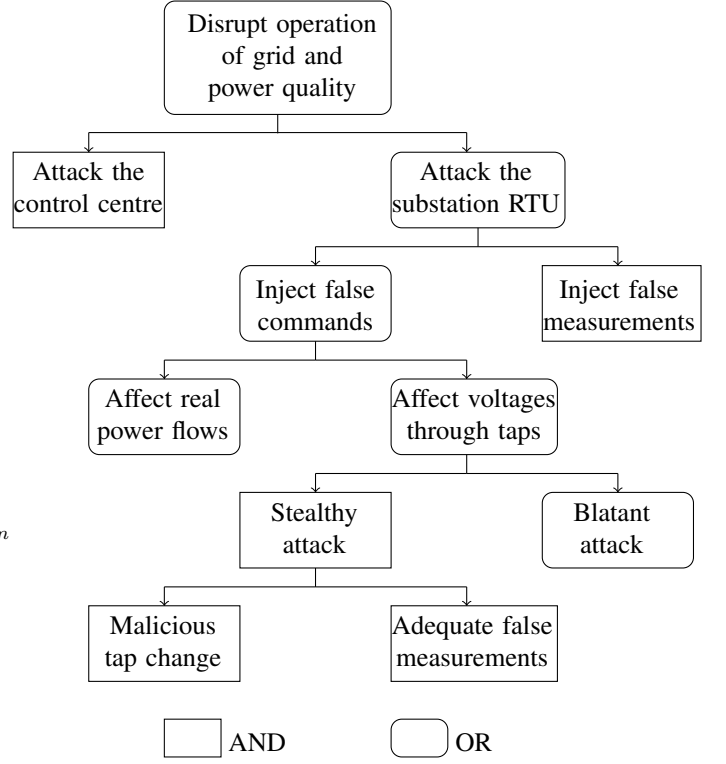 Disrupt operation
of grid and
power quality
Attack the
control centre
Attack the
substation RTU
Inject false
commands
Inject false
measurements
Affect real
power flows
Affect voltages
through taps
Stealthy
attack
Blatant
attack
n
Malicious
tap change
Adequate false
measurements
AND
OR